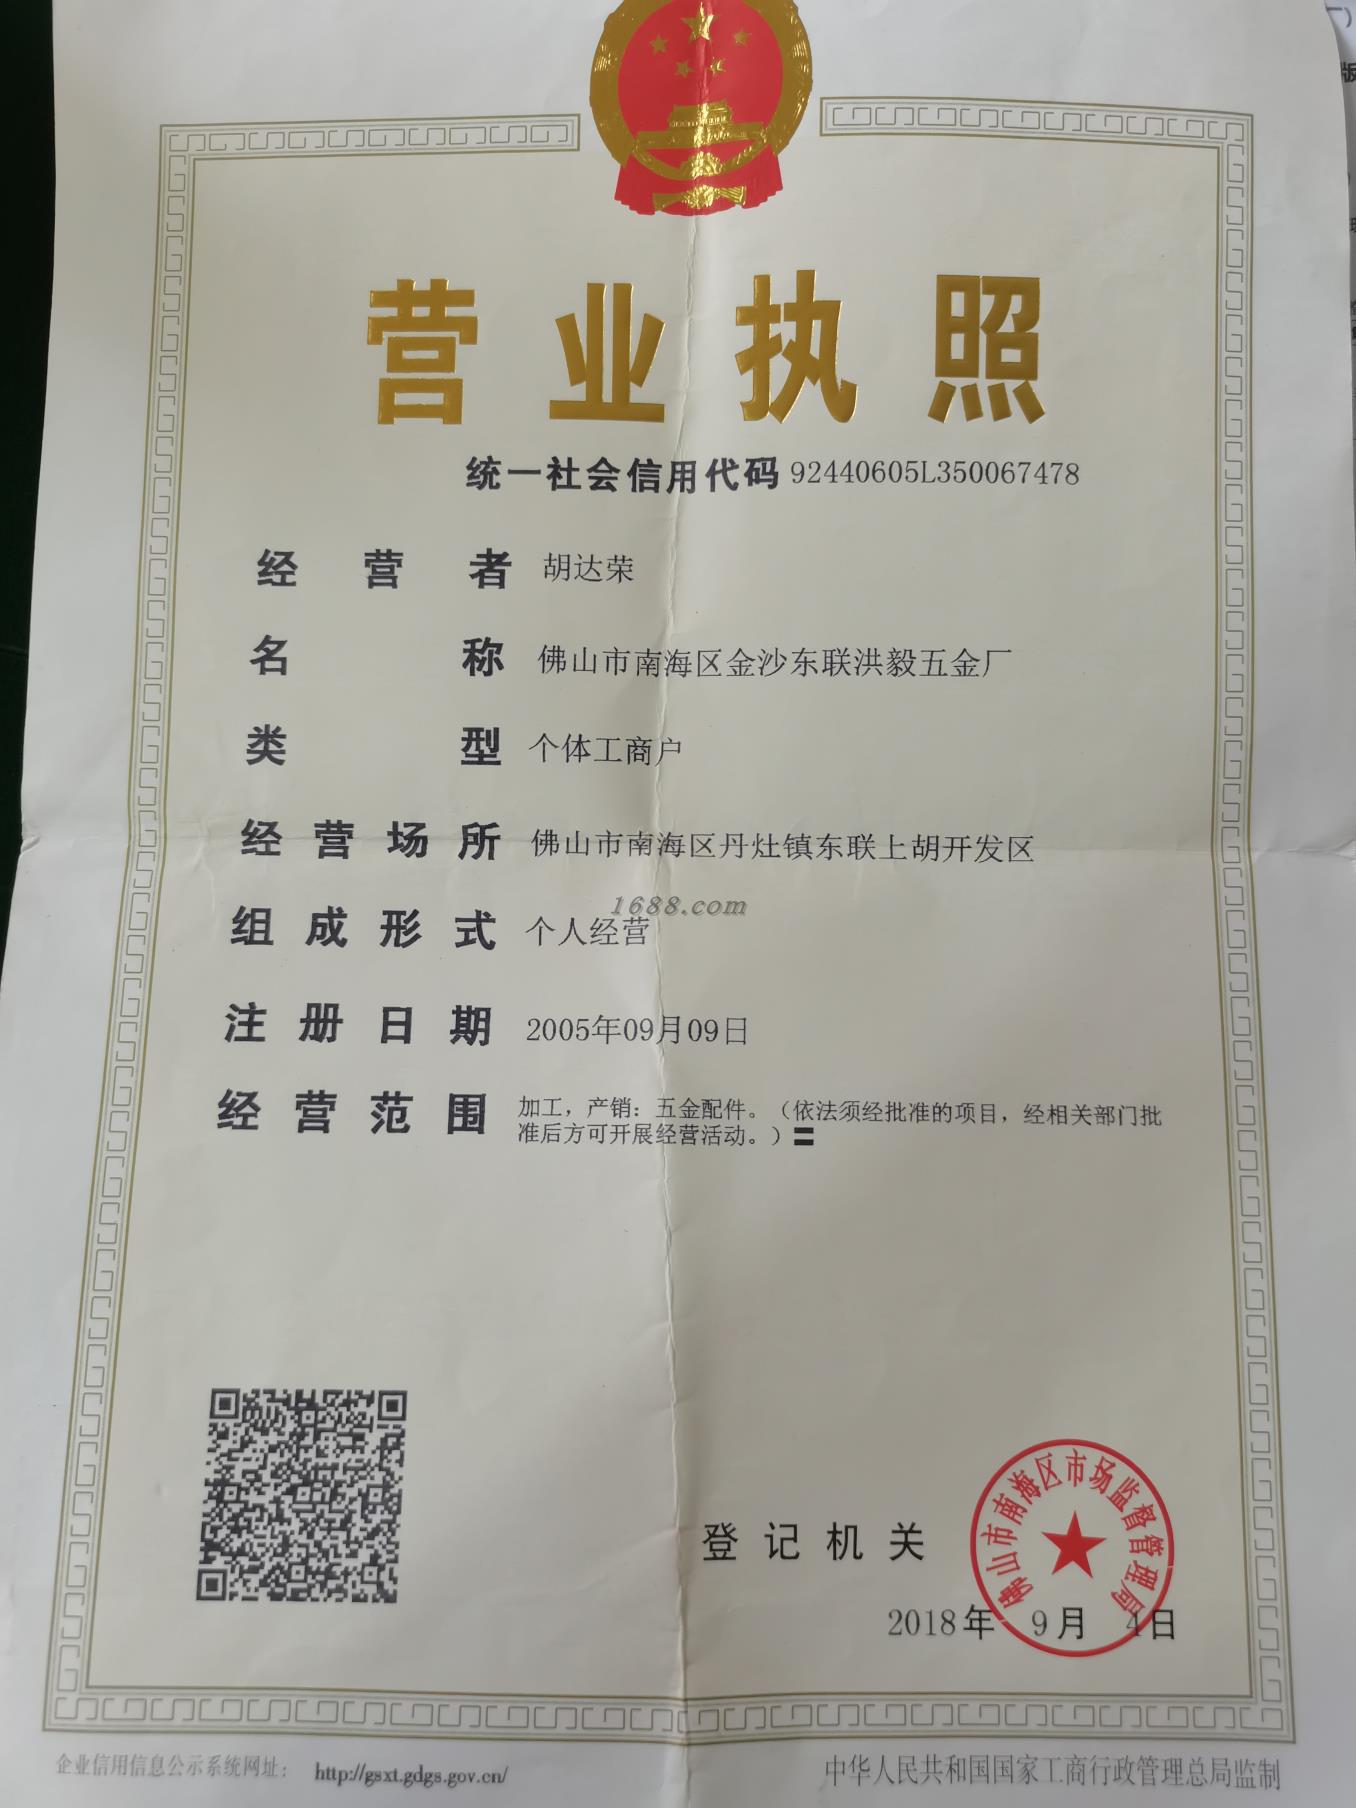 营业执照
统一社会信用代码 92440605L350067478
经营者 胡达荣
名称 佛山市南海区金沙东联洪毅五金厂
类型 个体工商户
经营场所 佛山市南海区丹灶镇东联上胡开发区
1688.com
组成形式 个人经营
注册日期 2005年09月09日
经营范围 加工，产销：五金配件。（依法须经批准的项目，经相关部门批
准后方可开展经营活动。）〓
佛山市南海区市场监督管理局
登记机关
2018年 9月 4日
企业信用信息公示系统网址： http://gsxt.gdgs.gov.cn/
中华人民共和国国家工商行政管理总局监制